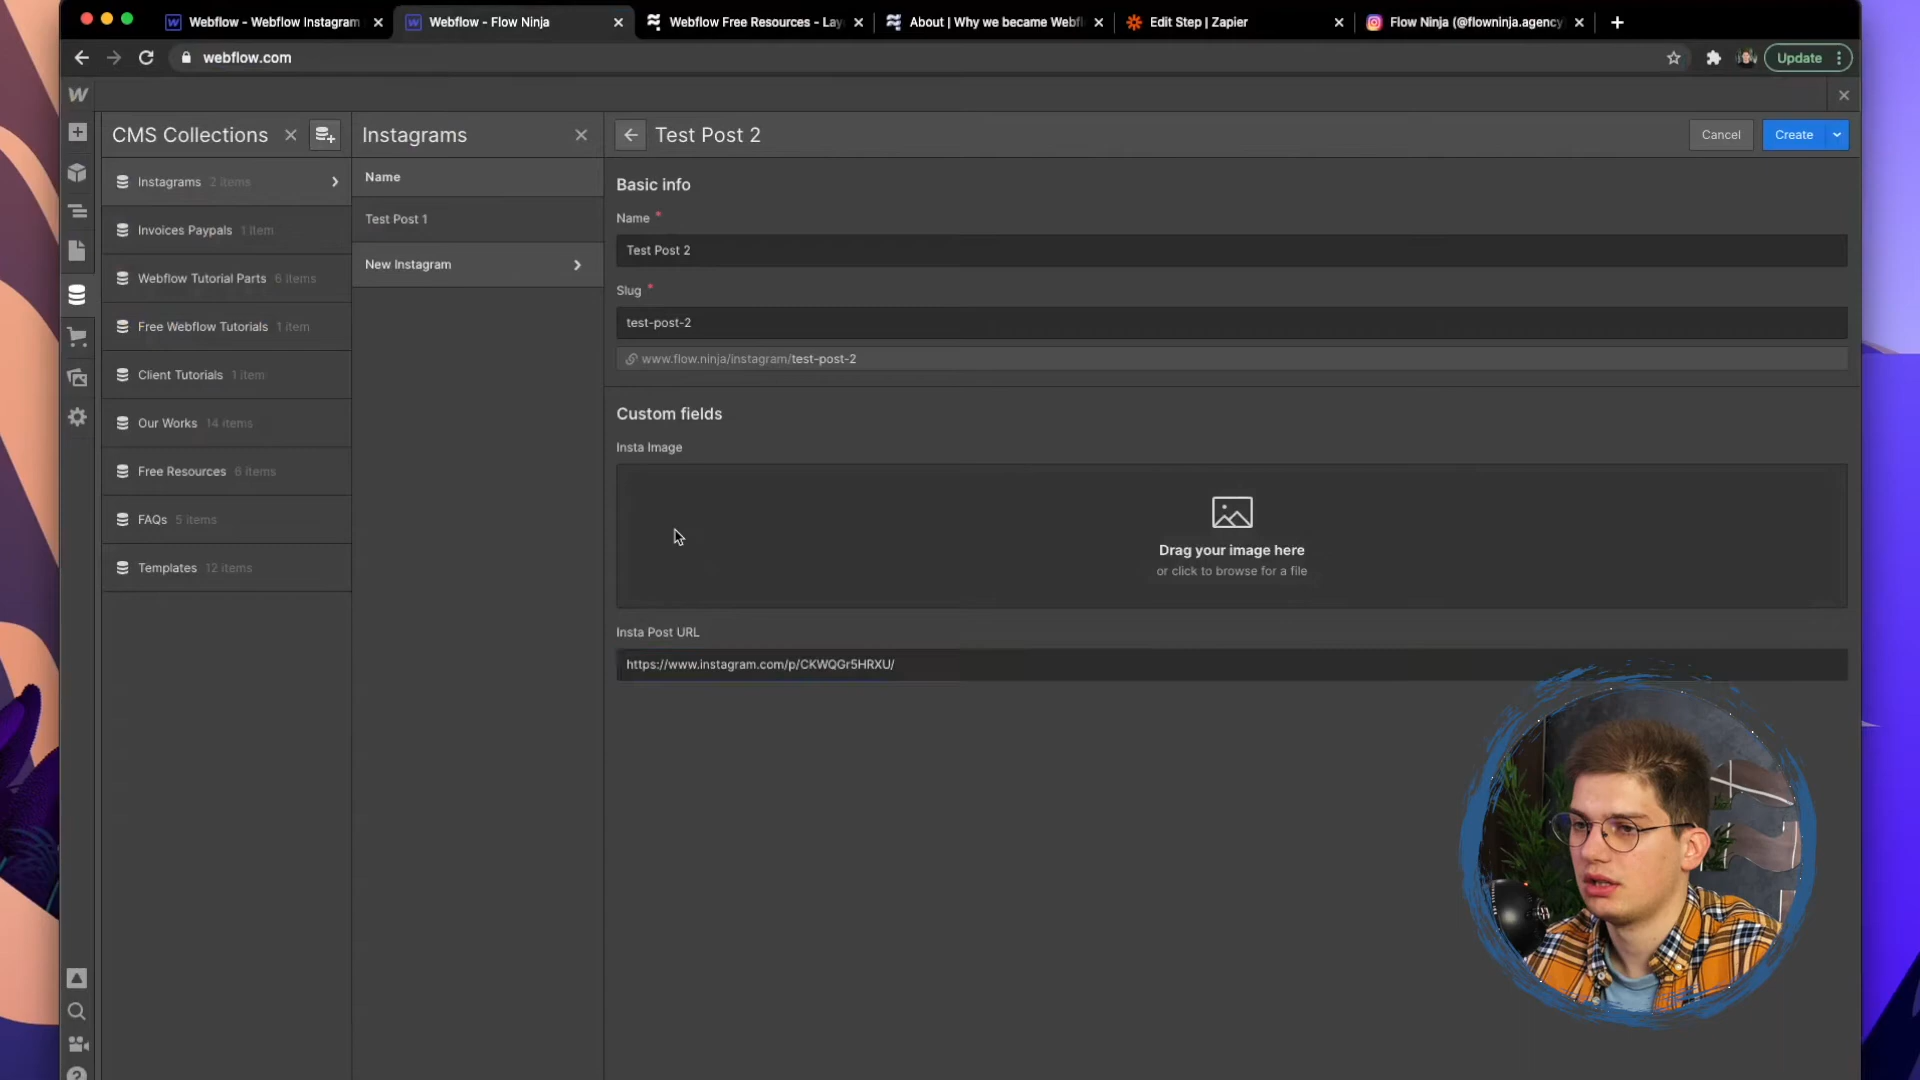 Webflow - Webflow Instagram
Webflow - Flow Ninja
Webflow Free Resources - Lay
About | Why we became Webfl
Edit Step | Zapier
Flow Ninja (@flowninja.agency
webflow.com
Update
CMS Collections
Instagrams
Test Post 2
Cancel
Create
Instagrams 2 Items
Invoices Paypals 1 Item
Webflow Tutorial Parts 6 Items
Free Webflow Tutorials 1 item
Client Tutorials 1 item
Our Works 14 items
Free Resources 6 items
FAQs 5 items
Templates 12 items
Name
Test Post 1
New Instagram
Basic info
Name *
Test Post 2
Slug *
test-post-2
www.flow.ninja/instagram/test-post-2
Custom fields
Insta Image
Drag your image here
or click to browse for a file
Insta Post URL
https://www.instagram.com/p/CKWQGr5HRXU/